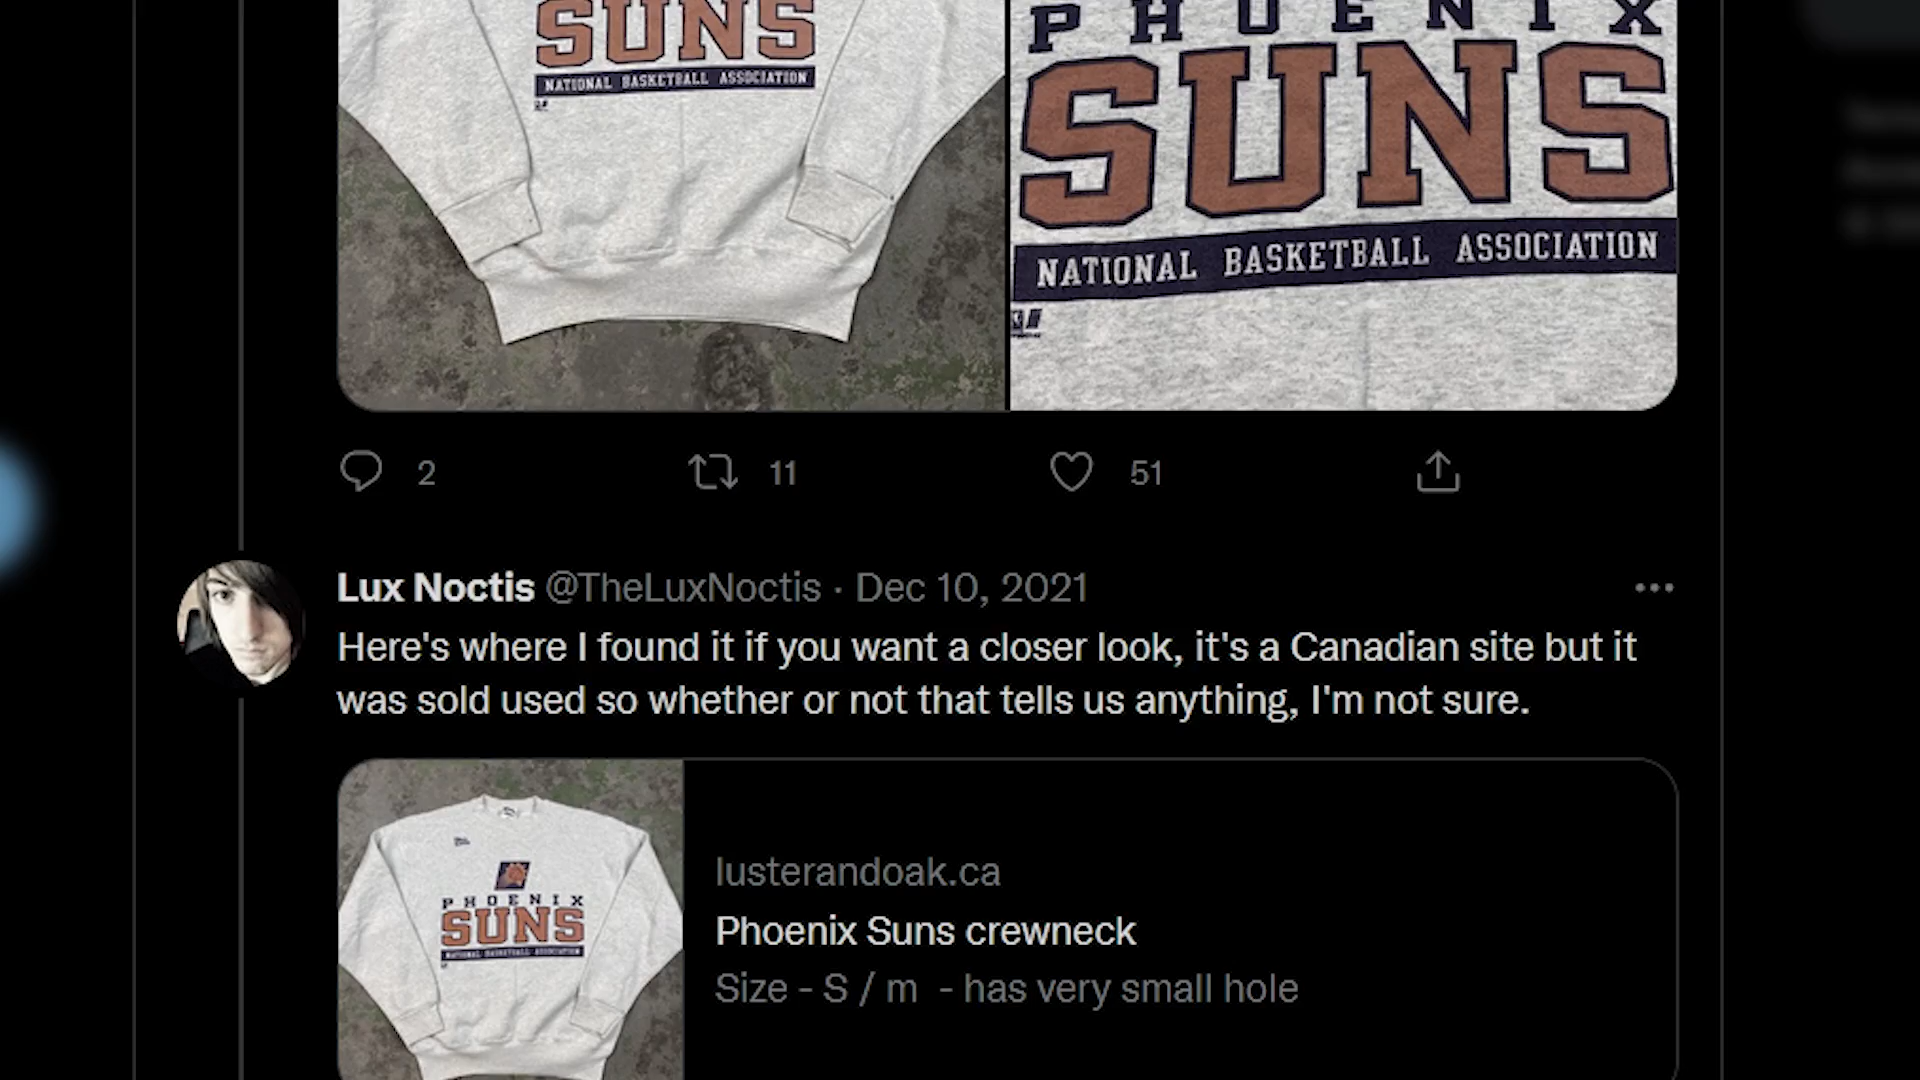 SUNS
NATIONAL BASKETBALL ASSOCIATION
PHOENIX
SUNS
NATIONAL BASKETBALL ASSOCIATION
2
11
51
Lux Noctis @TheLuxNoctis · Dec 10, 2021
Here's where I found it if you want a closer look, it's a Canadian site but it
was sold used so whether or not that tells us anything, I'm not sure.
PHOENIX
SUNS
NATIONAL BASKETBALL ASSOCIATION
lusterandoak.ca
Phoenix Suns crewneck
Size - S / m - has very small hole